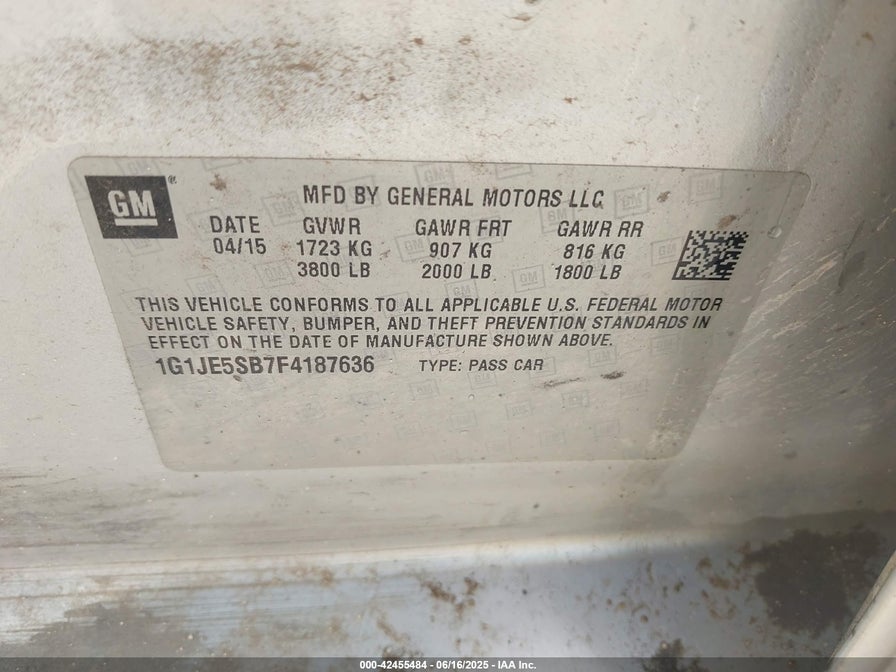 GM®
MFD BY GENERAL MOTORS LLC
DATE GVWR GAWR FRT GAWR RR
04/15 1723 KG 907 KG 816 KG
3800 LB 2000 LB 1800 LB
THIS VEHICLE CONFORMS TO ALL APPLICABLE U.S. FEDERAL MOTOR
VEHICLE SAFETY, BUMPER, AND THEFT PREVENTION STANDARDS IN
EFFECT ON THE DATE OF MANUFACTURE SHOWN ABOVE.
1G1JE5SB7F4187636 TYPE: PASS CAR
000-42455484 - 06/16/2025 - IAA Inc.